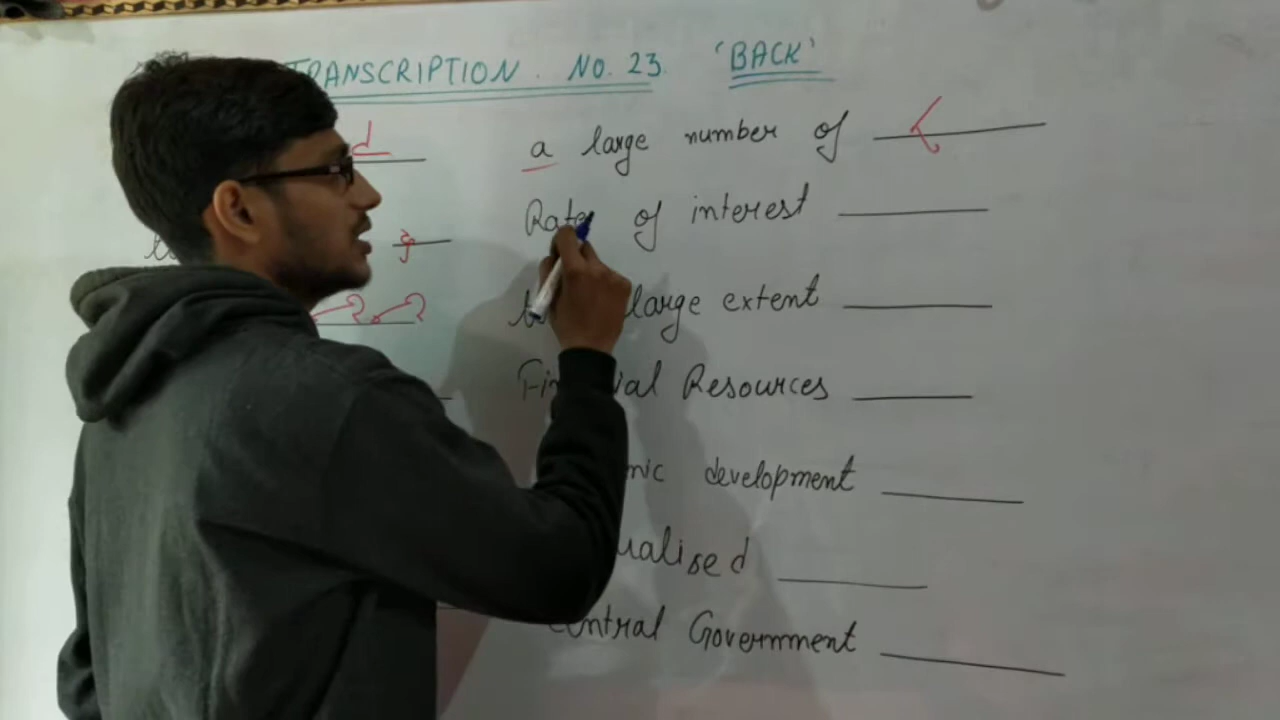 TRANSCRIPTION. NO. 23. 'BACK'
a large number of
Rate of interest
large extent
Resources
development
Central Government